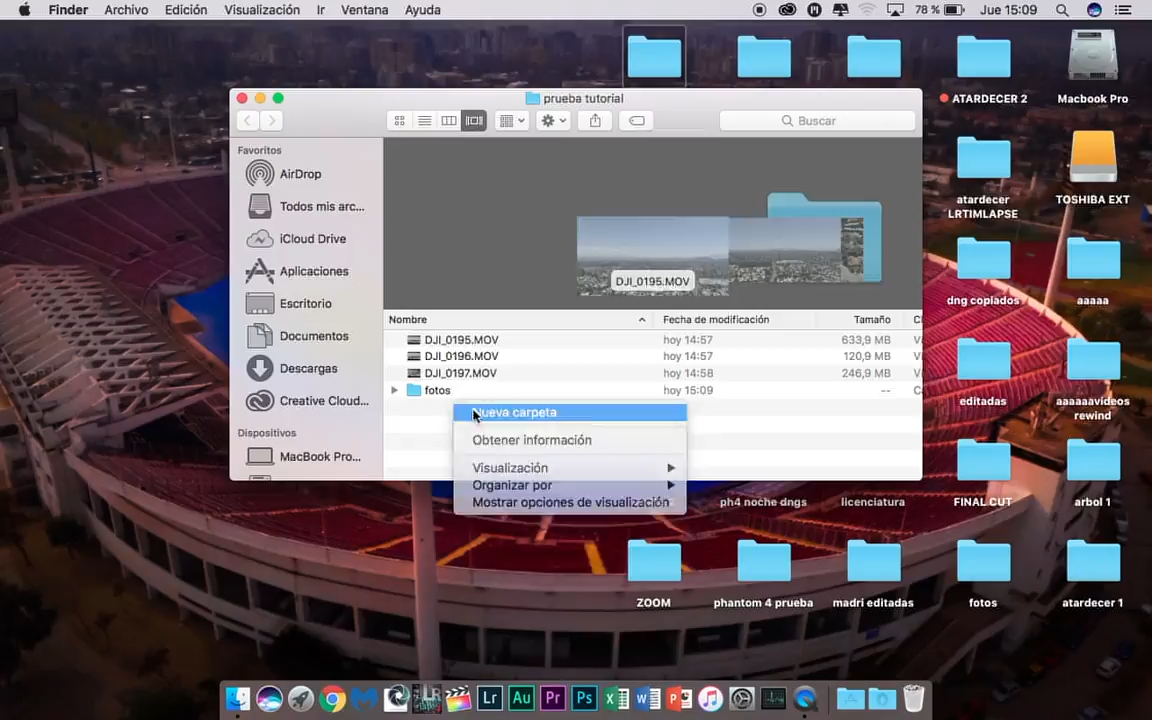 Finder Archivo Edición Visualización Ir Ventana Ayuda 78 % Jue 15:09
prueba tutorial
Buscar
Favoritos
AirDrop
Todos mis arc...
iCloud Drive
Aplicaciones
Escritorio
Documentos
Descargas
Creative Cloud...
Dispositivos
MacBook Pro...
DJI_0195.MOV
Nombre Fecha de modificación Tamaño
DJI_0195.MOV hoy 14:57 633,9 MB
DJI_0196.MOV hoy 14:57 120,9 MB
DJI_0197.MOV hoy 14:58 246,9 MB
fotos hoy 15:09 --
Nueva carpeta
Obtener información
Visualización
Organizar por
Mostrar opciones de visualización
ATARDECER 2 Macbook Pro
atardecer
LRTIMLAPSE
TOSHIBA EXT
dng copiados aaaaa
editadas
aaaaaavideos
rewind
ph4 noche dngs licenciatura FINAL CUT arbol 1
ZOOM phantom 4 prueba madri editadas fotos atardecer 1
LR Lr Au Pr Ps X W P